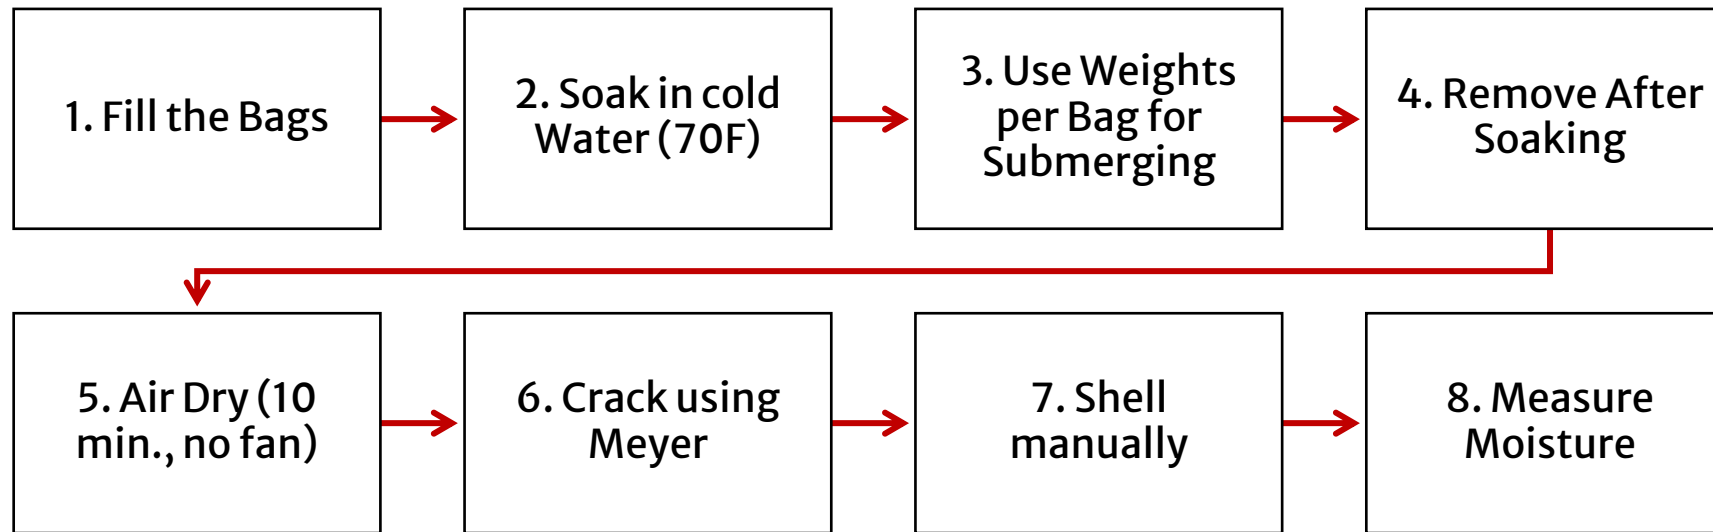 1. Fill the Bags
2. Soak in cold
Water (70F)
3. Use Weights
per Bag for
Submerging
4. Remove After
Soaking
5. Air Dry (10
min., no fan)
6. Crack using
Meyer
7. Shell
manually
8. Measure
Moisture